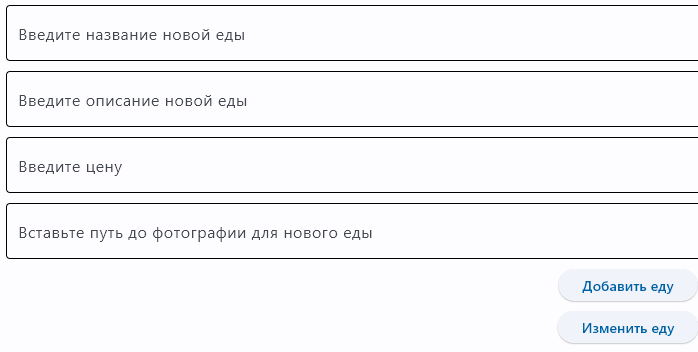 Введите название новой еды
Введите описание новой еды
Введите цену
Вставьте путь до фотографии для нового еды
Добавить еду
Изменить еду